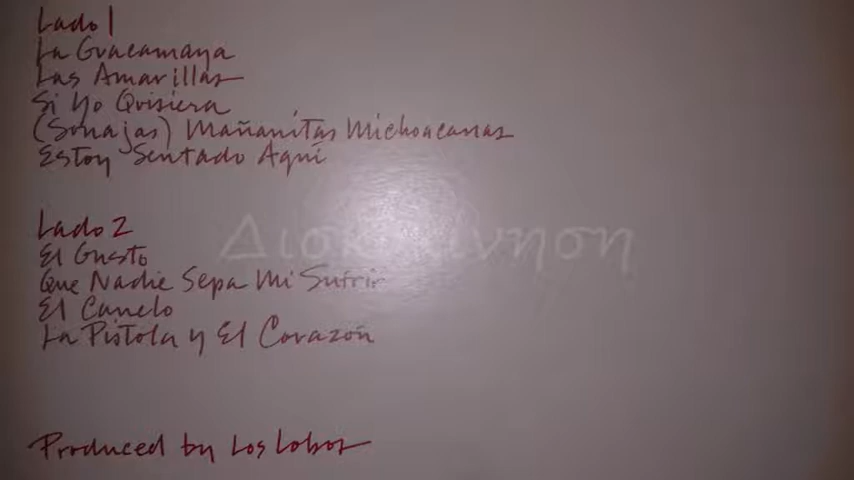 Lado 1
La Guacamaya
Las Amarillas
Si Yo Quisiera
(Sonajas) Mañanitas Michoacanas
Estoy Sentado Aquí
Lado 2
El Gusto
Que Nadie Sepa Mi Sufrir
El Canelo
La Pistola y El Corazón
Produced by Los Lobos